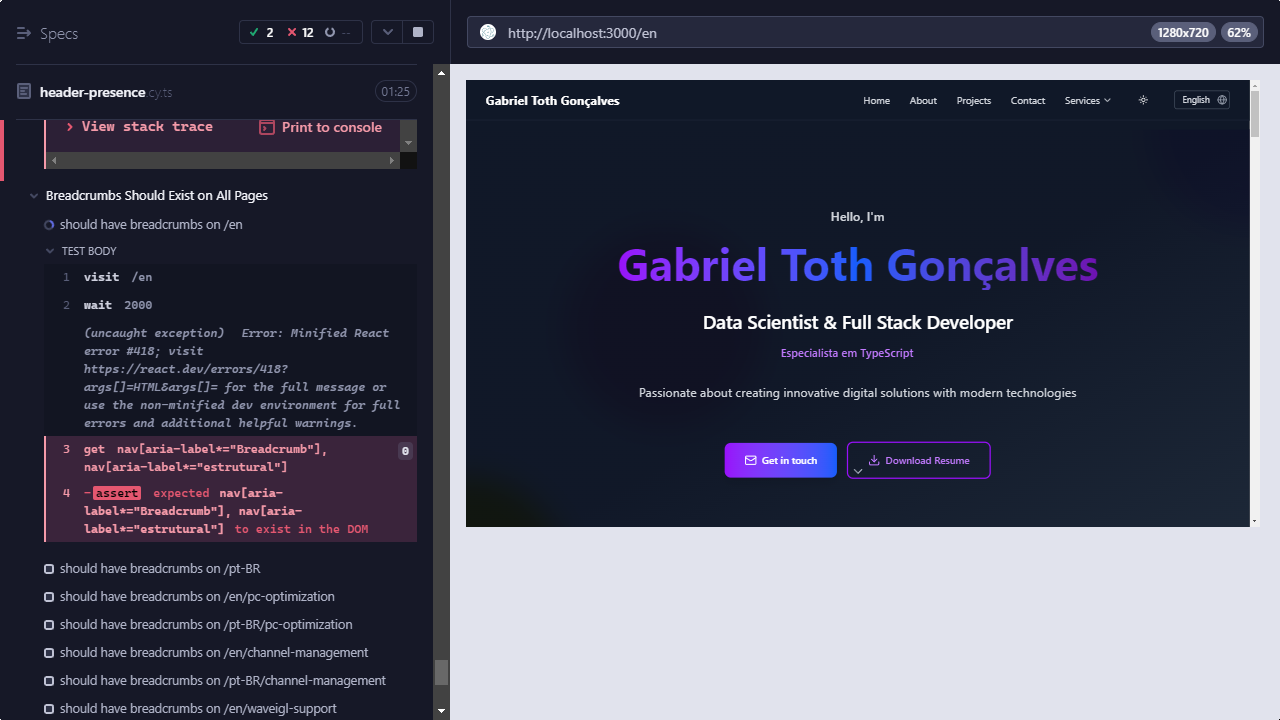 Specs
2
12
--
header-presence.cy.ts
01:25
View stack trace
Print to console
Breadcrumbs Should Exist on All Pages
should have breadcrumbs on /en
TEST BODY
1 visit /en
2 wait 2000
(uncaught exception) Error: Minified React
error #418; visit
https://react.dev/errors/418?
args[]=HTML&args[]= for the full message or
use the non-minified dev environment for full
errors and additional helpful warnings.
3 get nav[aria-label*="Breadcrumb"],
nav[aria-label*="estrutural"]
0
4 -assert expected nav[aria-
label*="Breadcrumb"], nav[aria-
label*="estrutural"] to exist in the DOM
should have breadcrumbs on /pt-BR
should have breadcrumbs on /en/pc-optimization
should have breadcrumbs on /pt-BR/pc-optimization
should have breadcrumbs on /en/channel-management
should have breadcrumbs on /pt-BR/channel-management
should have breadcrumbs on /en/waveigl-support
http://localhost:3000/en
1280x720
62%
Gabriel Toth Gonçalves
Home
About
Projects
Contact
Services
English
Hello, I'm
Gabriel Toth Gonçalves
Data Scientist & Full Stack Developer
Especialista em TypeScript
Passionate about creating innovative digital solutions with modern technologies
Get in touch
Download Resume